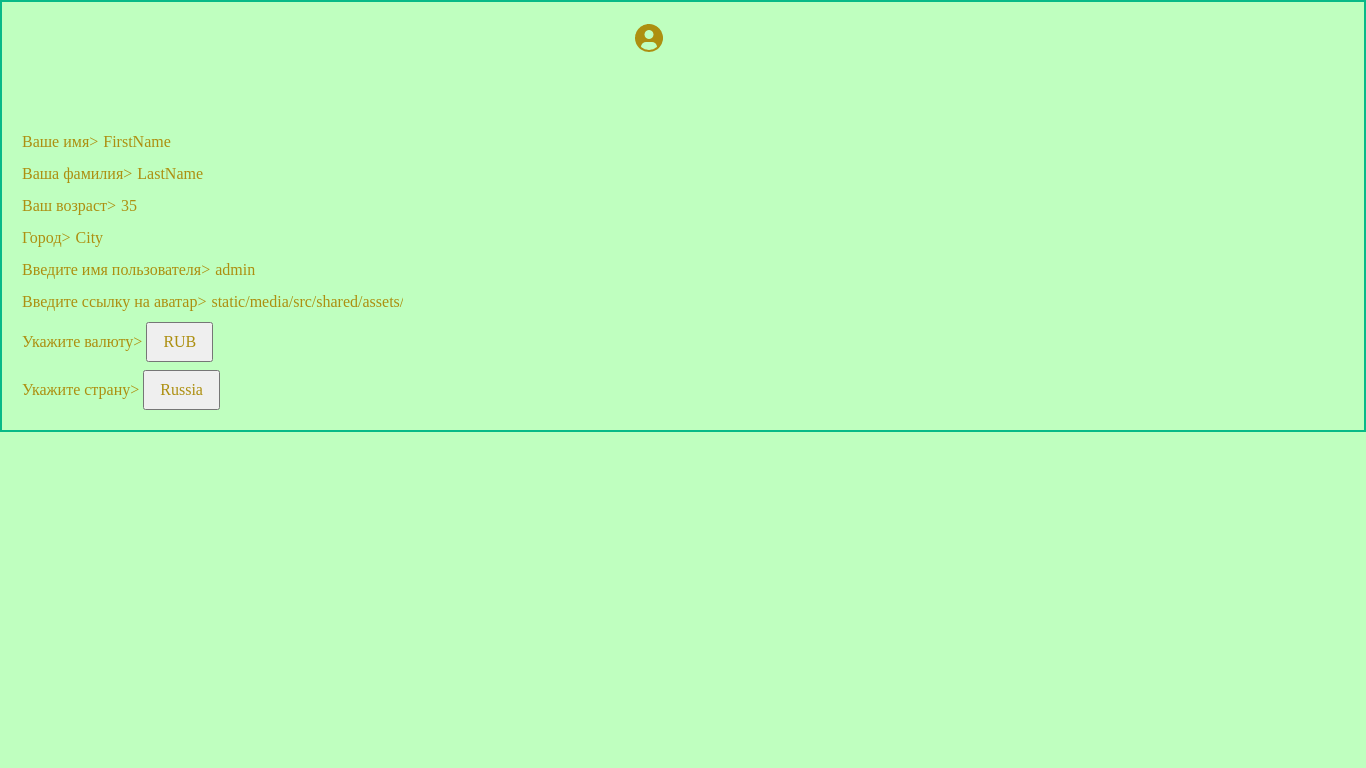 Ваше имя> FirstName
Ваша фамилия> LastName
Ваш возраст> 35
Город> City
Введите имя пользователя> admin
Введите ссылку на аватар> static/media/src/shared/assets/
Укажите валюту> RUB
Укажите страну> Russia